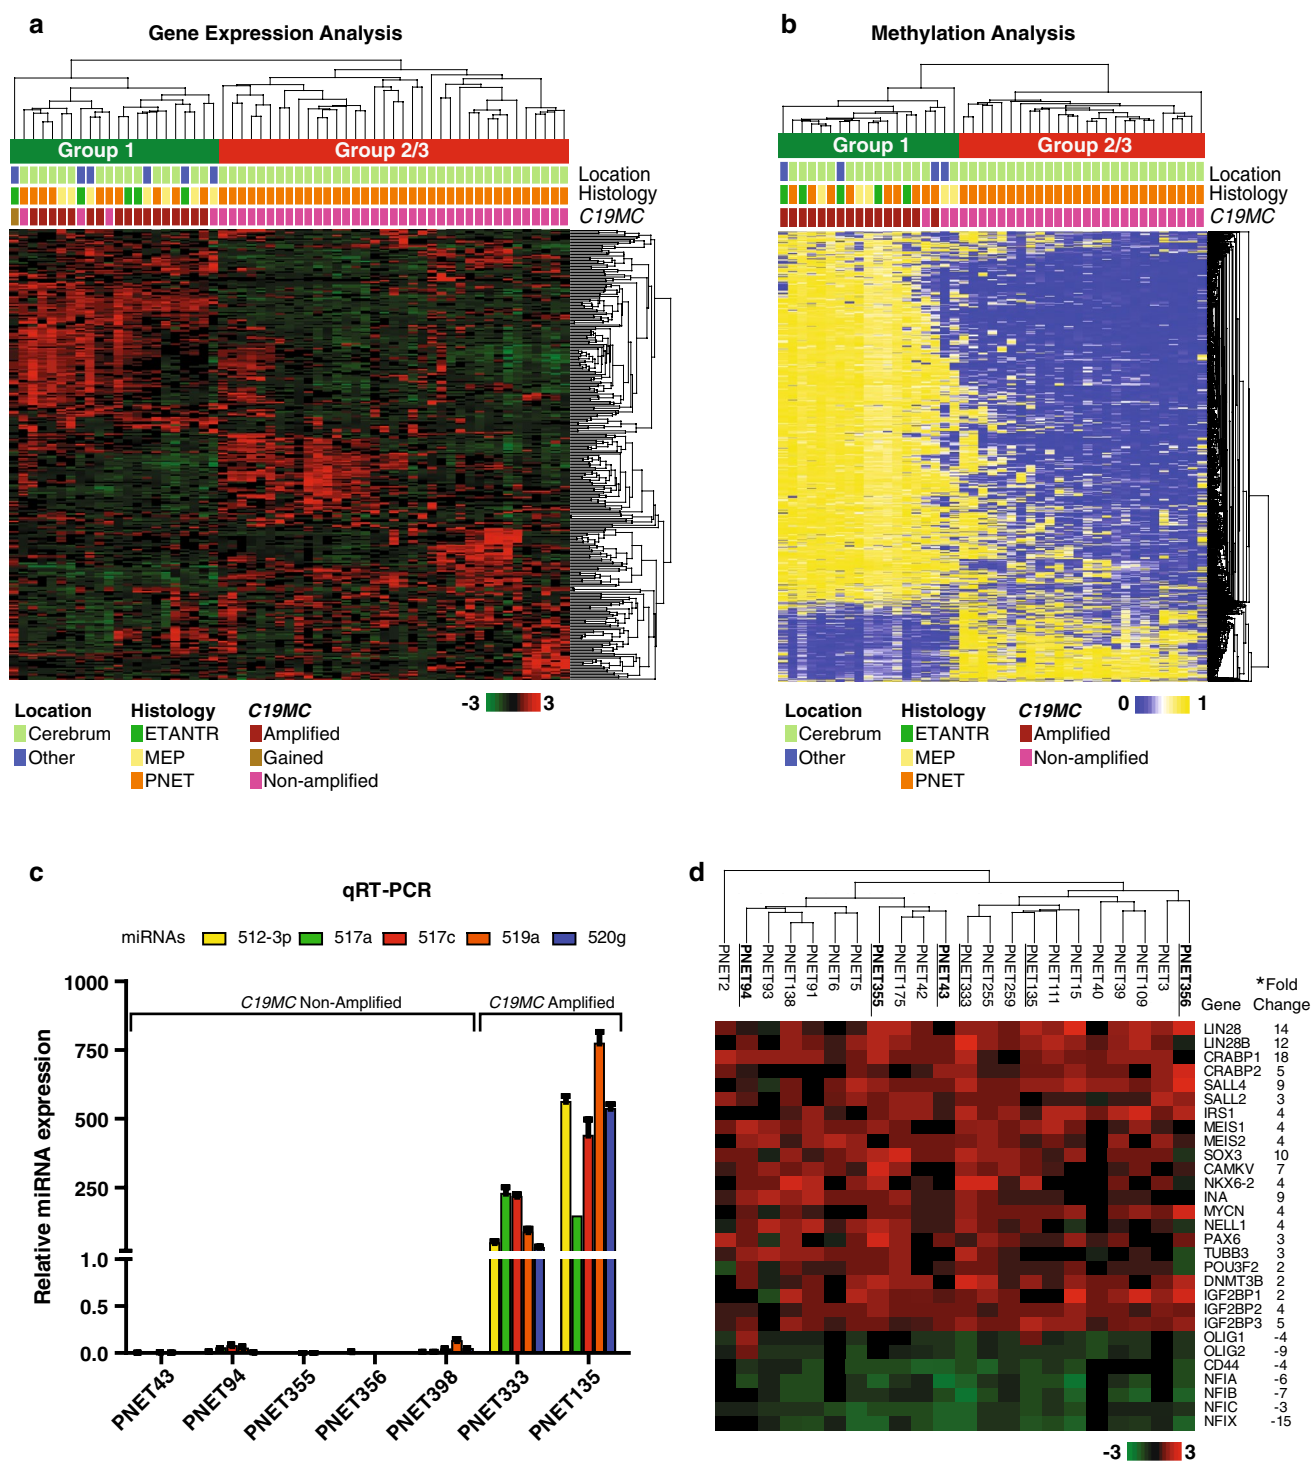 a
Gene Expression Analysis
Group 1
Group 2/3
Location
Histology
C19MC
-3
3
Location
Cerebrum
Other
Histology
ETANTR
MEP
PNET
C19MC
Amplified
Gained
Non-amplified
b
Methylation Analysis
Group 1
Group 2/3
Location
Histology
C19MC
0
1
Location
Cerebrum
Other
Histology
ETANTR
MEP
PNET
C19MC
Amplified
Non-amplified
c
qRT-PCR
miRNAs 512-3p 517a 517c 519a 520g
C19MC Non-Amplified
C19MC Amplified
Relative miRNA expression
1000
750
500
250
1.0
0.5
0.0
PNET43
PNET94
PNET355
PNET356
PNET398
PNET333
PNET135
d
PNET2
PNET94
PNET93
PNET138
PNET91
PNET6
PNET5
PNET355
PNET175
PNET42
PNET43
PNET333
PNET255
PNET259
PNET135
PNET111
PNET15
PNET40
PNET39
PNET109
PNET3
PNET356
*Fold
Gene Change
LIN28 14
LIN28B 12
CRABP1 18
CRABP2 5
SALL4 9
SALL2 3
IRS1 4
MEIS1 4
MEIS2 4
SOX3 10
CAMKV 7
NKX6-2 4
INA 9
MYCN 4
NELL1 4
PAX6 3
TUBB3 3
POU3F2 2
DNMT3B 2
IGF2BP1 2
IGF2BP2 4
IGF2BP3 5
OLIG1 -4
OLIG2 -9
CD44 -4
NFIA -6
NFIB -7
NFIC -3
NFIX -15
-3
3